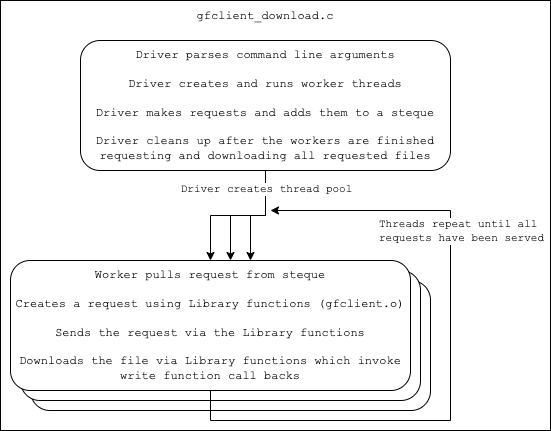 gfclient_download.c
Driver parses command line arguments
Driver creates and runs worker threads
Driver makes requests and adds them to a steque
Driver cleans up after the workers are finished
requesting and downloading all requested files
Driver creates thread pool
Threads repeat until all
requests have been served
Worker pulls request from steque
Creates a request using Library functions (gfclient.o)
Sends the request via the Library functions
Downloads the file via Library functions which invoke
write function call backs